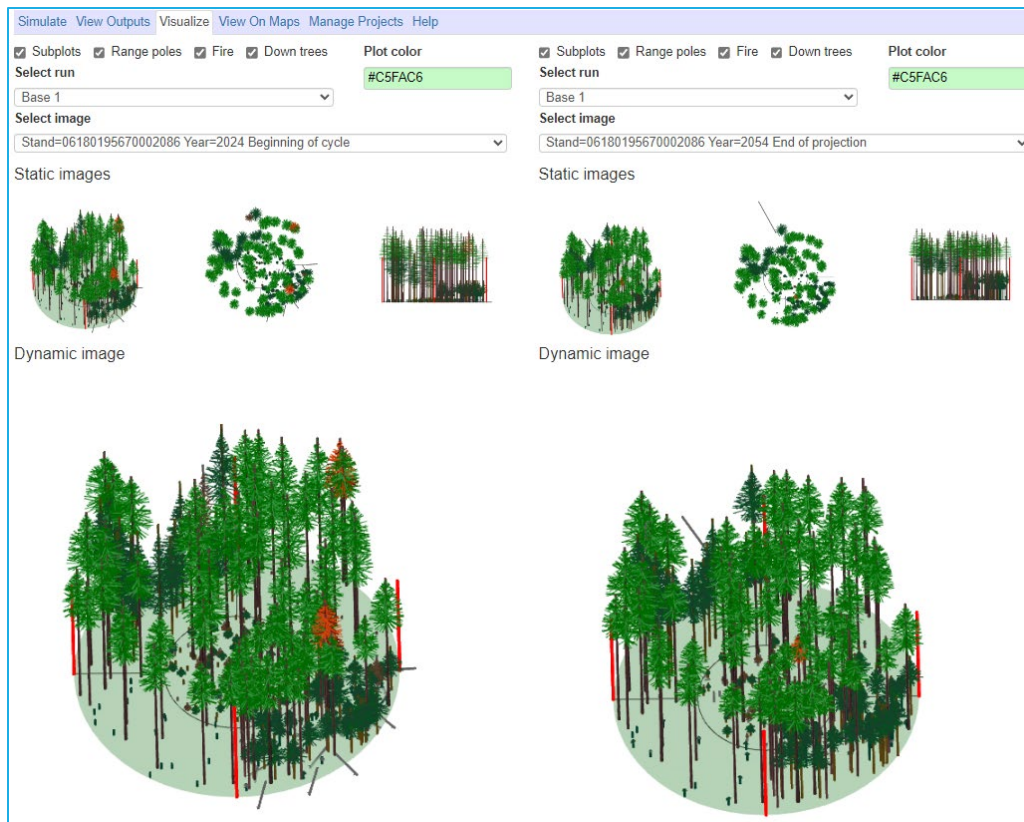 Simulate View Outputs Visualize View On Maps Manage Projects Help
Subplots Range poles Fire Down trees Plot color
Select run #C5FAC6
Base 1
Select image
Stand=06180195670002086 Year=2024 Beginning of cycle
Static images
Dynamic image
Subplots Range poles Fire Down trees Plot color
Select run #C5FAC6
Base 1
Select image
Stand=06180195670002086 Year=2054 End of projection
Static images
Dynamic image